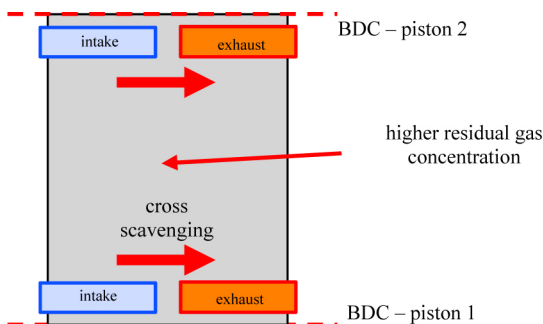 BDC – piston 2
intake
exhaust
higher residual gas
concentration
cross
scavenging
intake
exhaust
BDC – piston 1